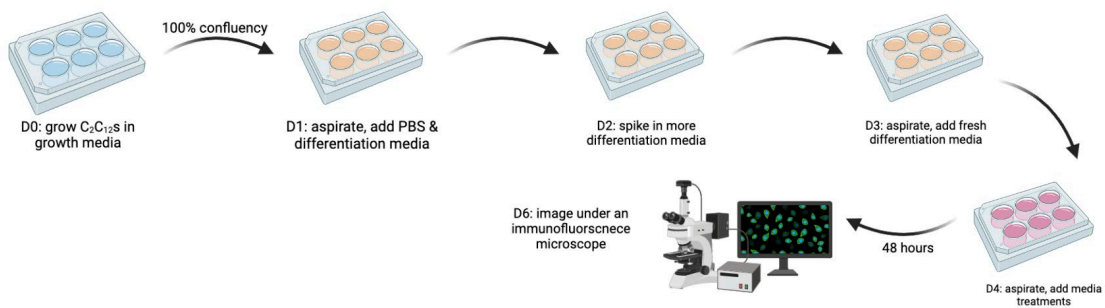 100% confluency
D0: grow C₂C₁₂s in
growth media
D1: aspirate, add PBS &
differentiation media
D2: spike in more
differentiation media
D3: aspirate, add fresh
differentiation media
D6: image under an
immunofluorscnece
microscope
48 hours
D4: aspirate, add media
treatments